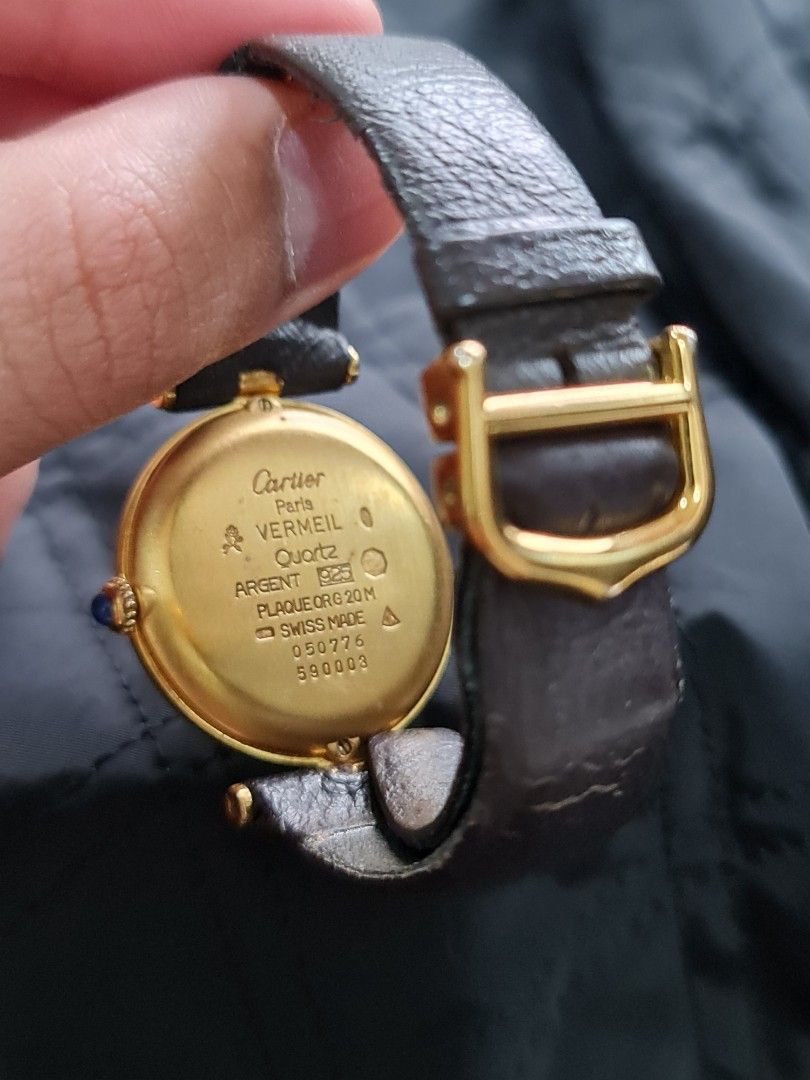 Cartier
Paris
VERMEIL
Quartz
ARGENT 925
PLAQUE OR G 20 M
SWISS MADE
050776
590003